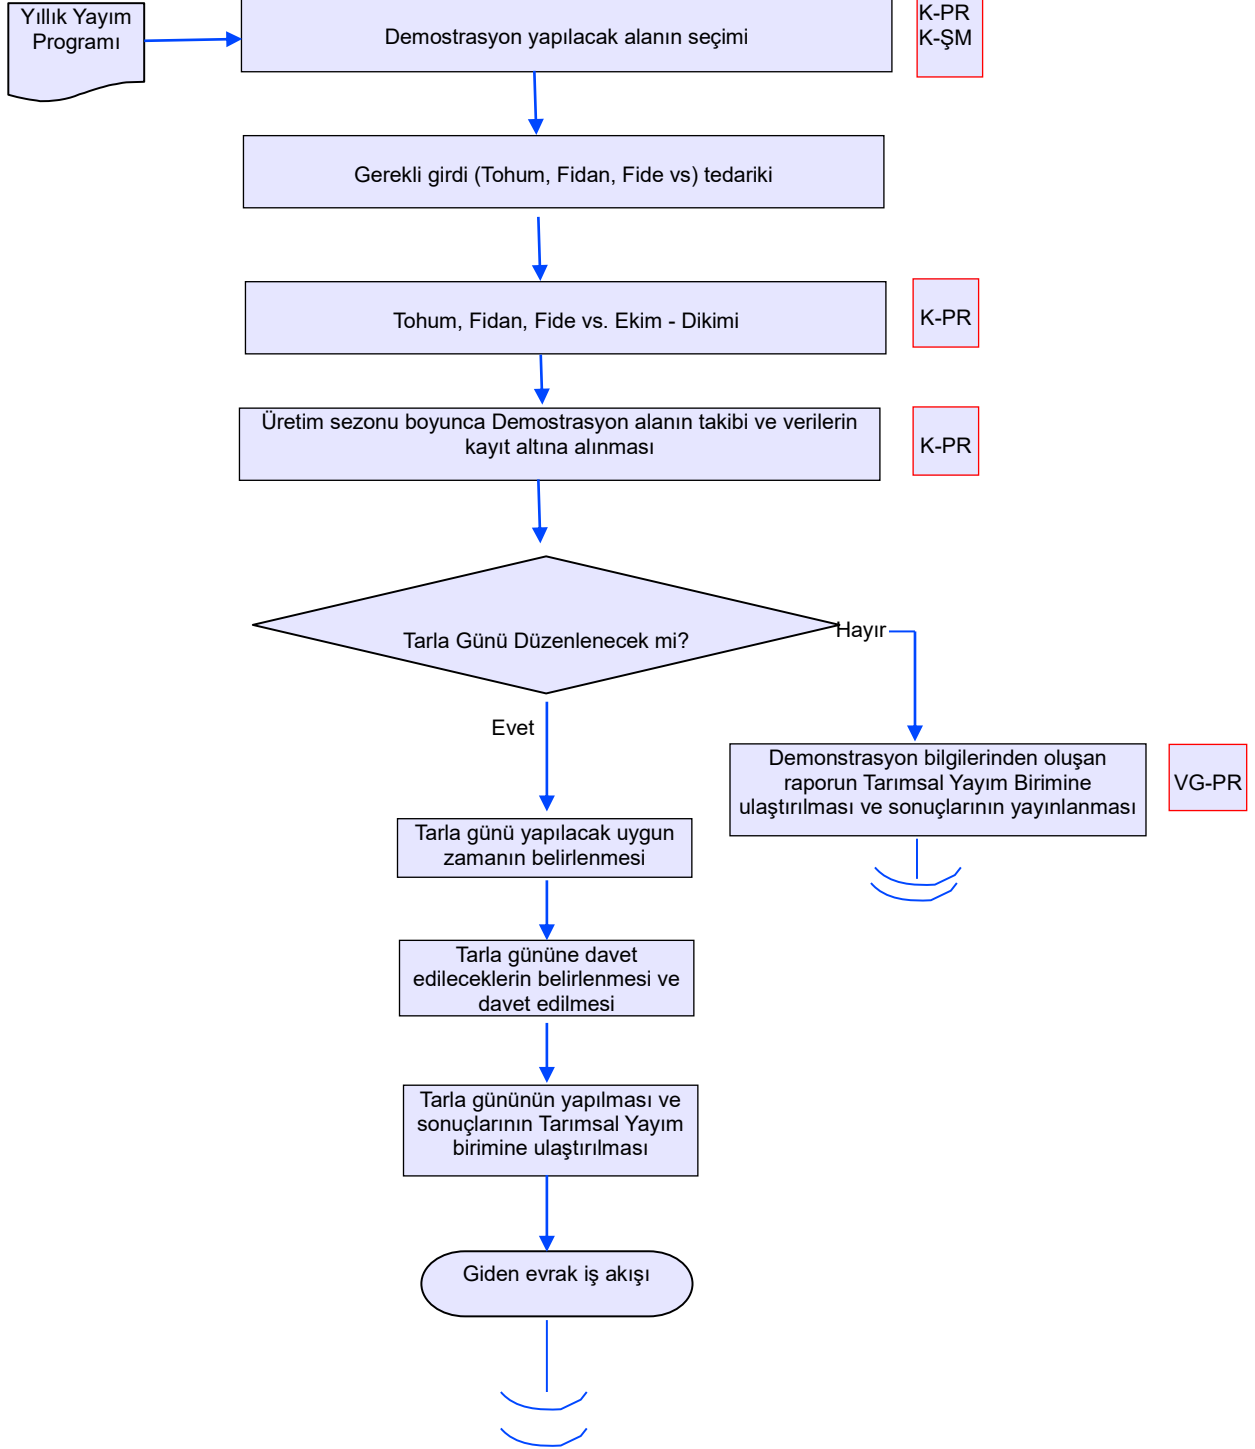 Yıllık Yayım
Programı
Demostrasyon yapılacak alanın seçimi
K-PR
K-ŞM
Gerekli girdi (Tohum, Fidan, Fide vs) tedariki
Tohum, Fidan, Fide vs. Ekim - Dikimi
K-PR
Üretim sezonu boyunca Demostrasyon alanın takibi ve verilerin
kayıt altına alınması
K-PR
Tarla Günü Düzenlenecek mi?
Hayır
Evet
Demonstrasyon bilgilerinden oluşan
raporun Tarımsal Yayım Birimine
ulaştırılması ve sonuçlarının yayınlanması
VG-PR
Tarla günü yapılacak uygun
zamanın belirlenmesi
Tarla gününe davet
edileceklerin belirlenmesi ve
davet edilmesi
Tarla gününün yapılması ve
sonuçlarının Tarımsal Yayım
birimine ulaştırılması
Giden evrak iş akışı